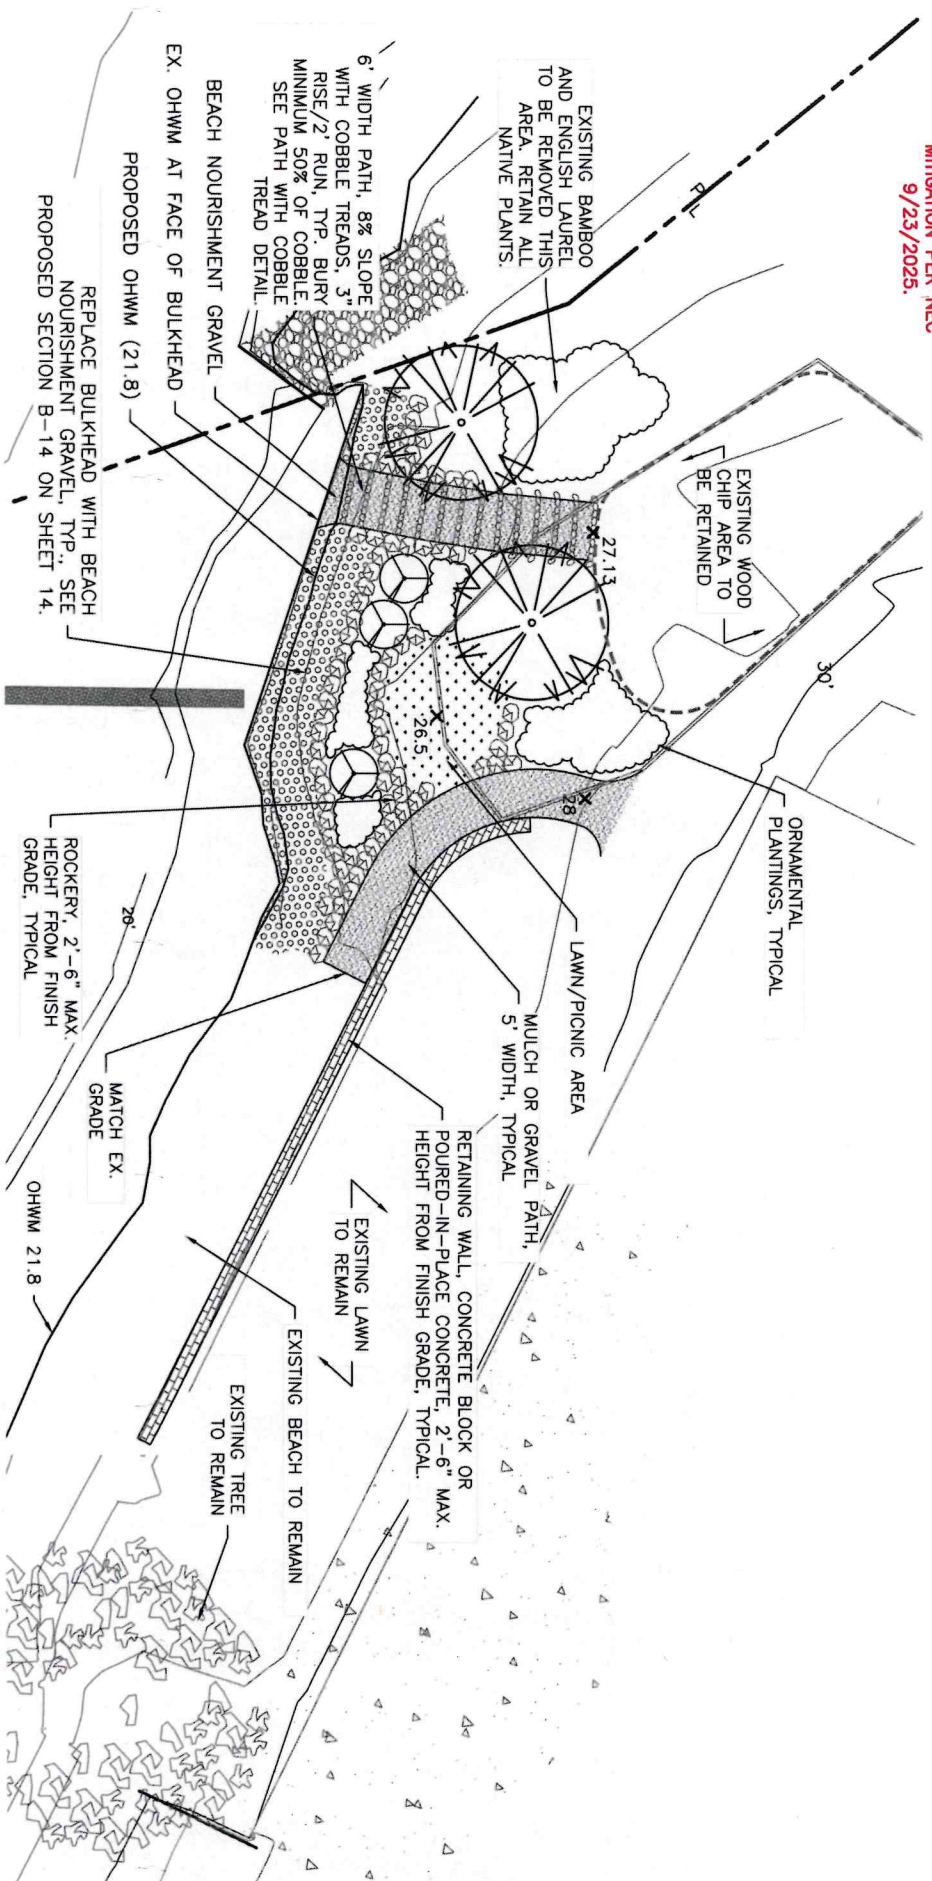 MITIGATION PER NEC
9/23/2025.
P/L
EXISTING BAMBOO
AND ENGLISH LAUREL
TO BE REMOVED THIS
AREA. RETAIN ALL
NATIVE PLANTS.
6' WIDTH PATH, 8% SLOPE
WITH COBBLE TREADS, 3"
RISE/2' RUN, TYP. BURY
MINIMUM 50% OF COBBLE.
SEE PATH WITH COBBLE
TREAD DETAIL.
BEACH NOURISHMENT GRAVEL
EX. OHWM AT FACE OF BULKHEAD
PROPOSED OHWM (21.8)
REPLACE BULKHEAD WITH BEACH
NOURISHMENT GRAVEL, TYP., SEE
PROPOSED SECTION B-14 ON SHEET 14.
EXISTING WOOD
CHIP AREA TO
BE RETAINED
27.13
30'
26.5
28
ORNAMENTAL
PLANTINGS, TYPICAL
LAWN/PICNIC AREA
MULCH OR GRAVEL PATH,
5' WIDTH, TYPICAL
RETAINING WALL, CONCRETE BLOCK OR
POURED-IN-PLACE CONCRETE, 2'-6" MAX.
HEIGHT FROM FINISH GRADE, TYPICAL.
ROCKERY, 2'-6" MAX.
HEIGHT FROM FINISH
GRADE, TYPICAL
20'
MATCH EX.
GRADE
OHWM 21.8
EXISTING LAWN
TO REMAIN
EXISTING BEACH TO REMAIN
EXISTING TREE
TO REMAIN